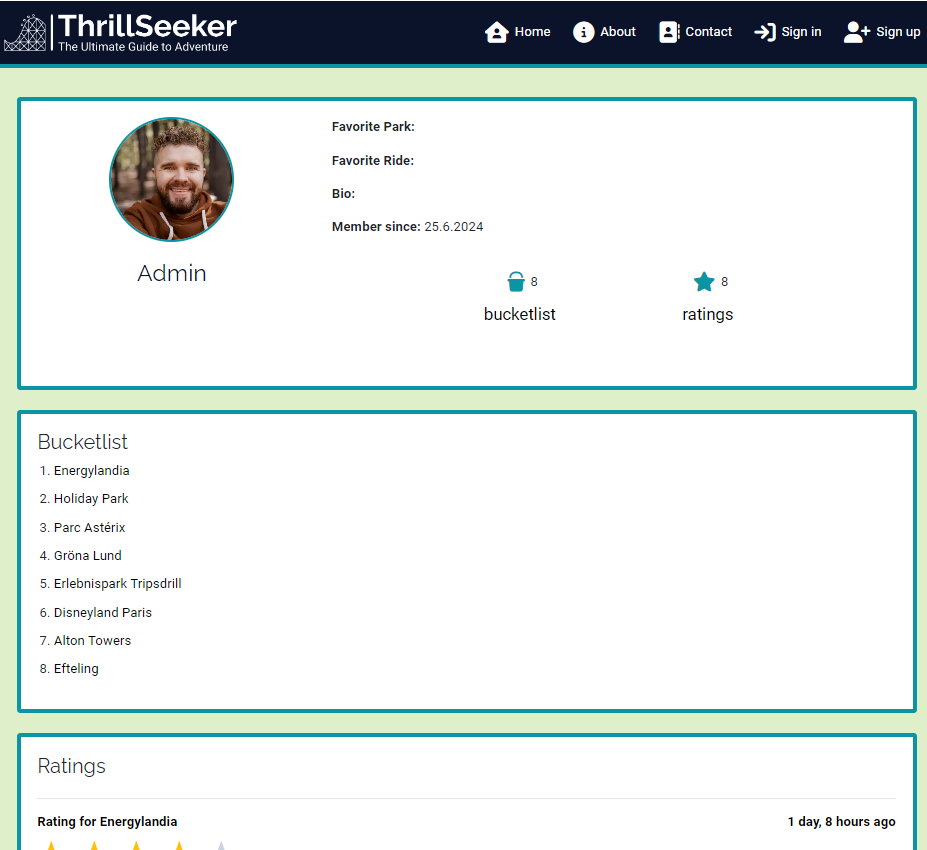 ThrillSeeker
The Ultimate Guide to Adventure
Home
About
Contact
Sign in
Sign up
Favorite Park:
Favorite Ride:
Bio:
Member since: 25.6.2024
Admin
8
bucketlist
8
ratings
Bucketlist
1. Energylandia
2. Holiday Park
3. Parc Astérix
4. Gröna Lund
5. Erlebnispark Tripsdrill
6. Disneyland Paris
7. Alton Towers
8. Efteling
Ratings
Rating for Energylandia
1 day, 8 hours ago